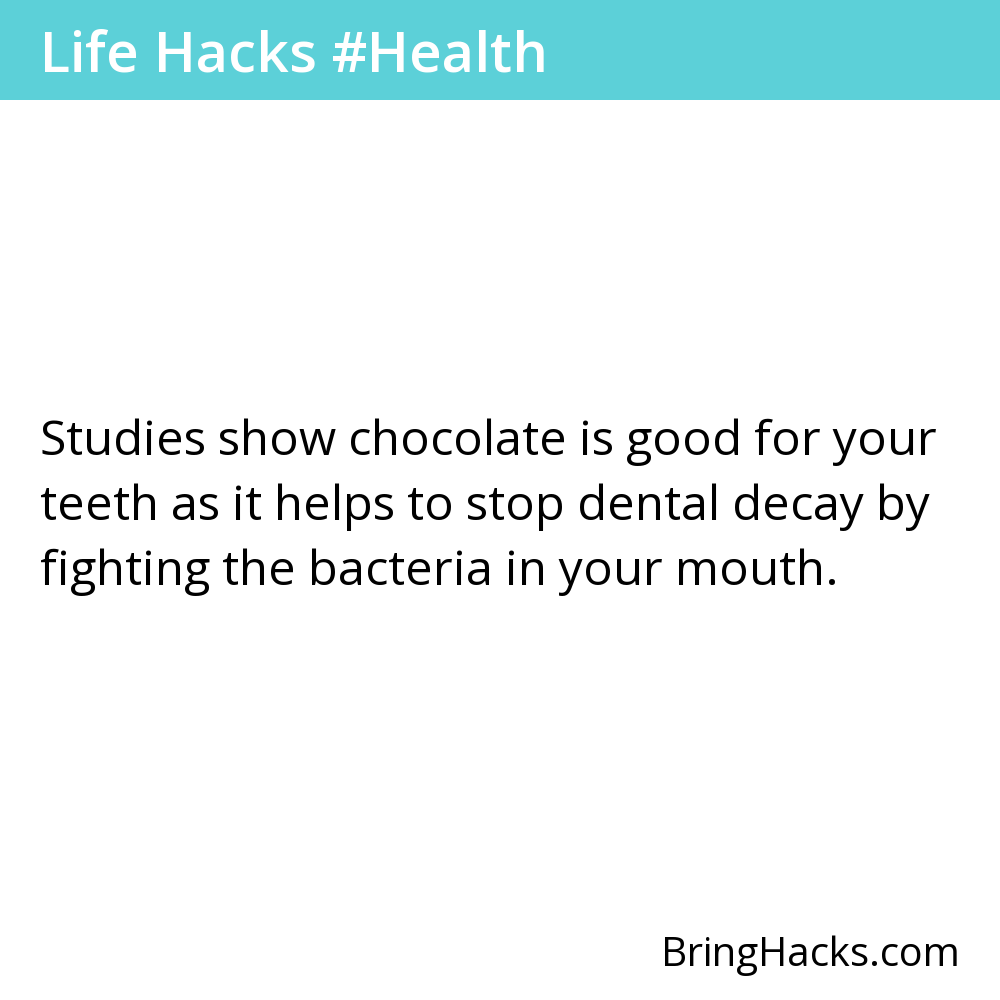 Life Hacks #Health
Studies show chocolate is good for your
teeth as it helps to stop dental decay by
fighting the bacteria in your mouth.
BringHacks.com